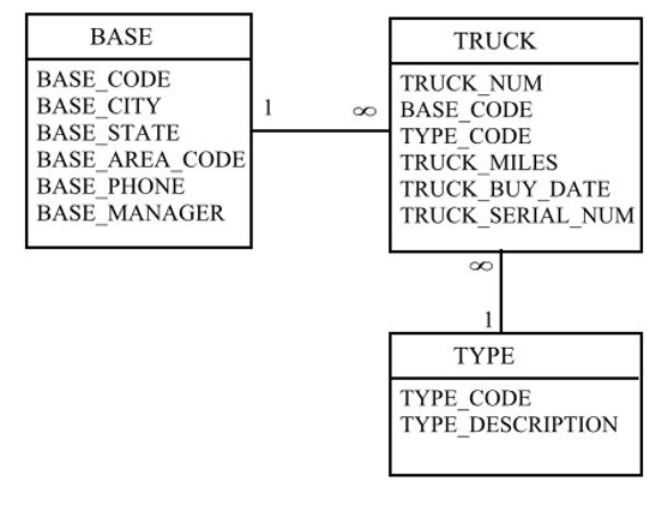 BASE
BASE_CODE
BASE_CITY
BASE_STATE
BASE_AREA_CODE
BASE_PHONE
BASE_MANAGER
1 ∞
TRUCK
TRUCK_NUM
BASE_CODE
TYPE_CODE
TRUCK_MILES
TRUCK_BUY_DATE
TRUCK_SERIAL_NUM
∞
1
TYPE
TYPE_CODE
TYPE_DESCRIPTION